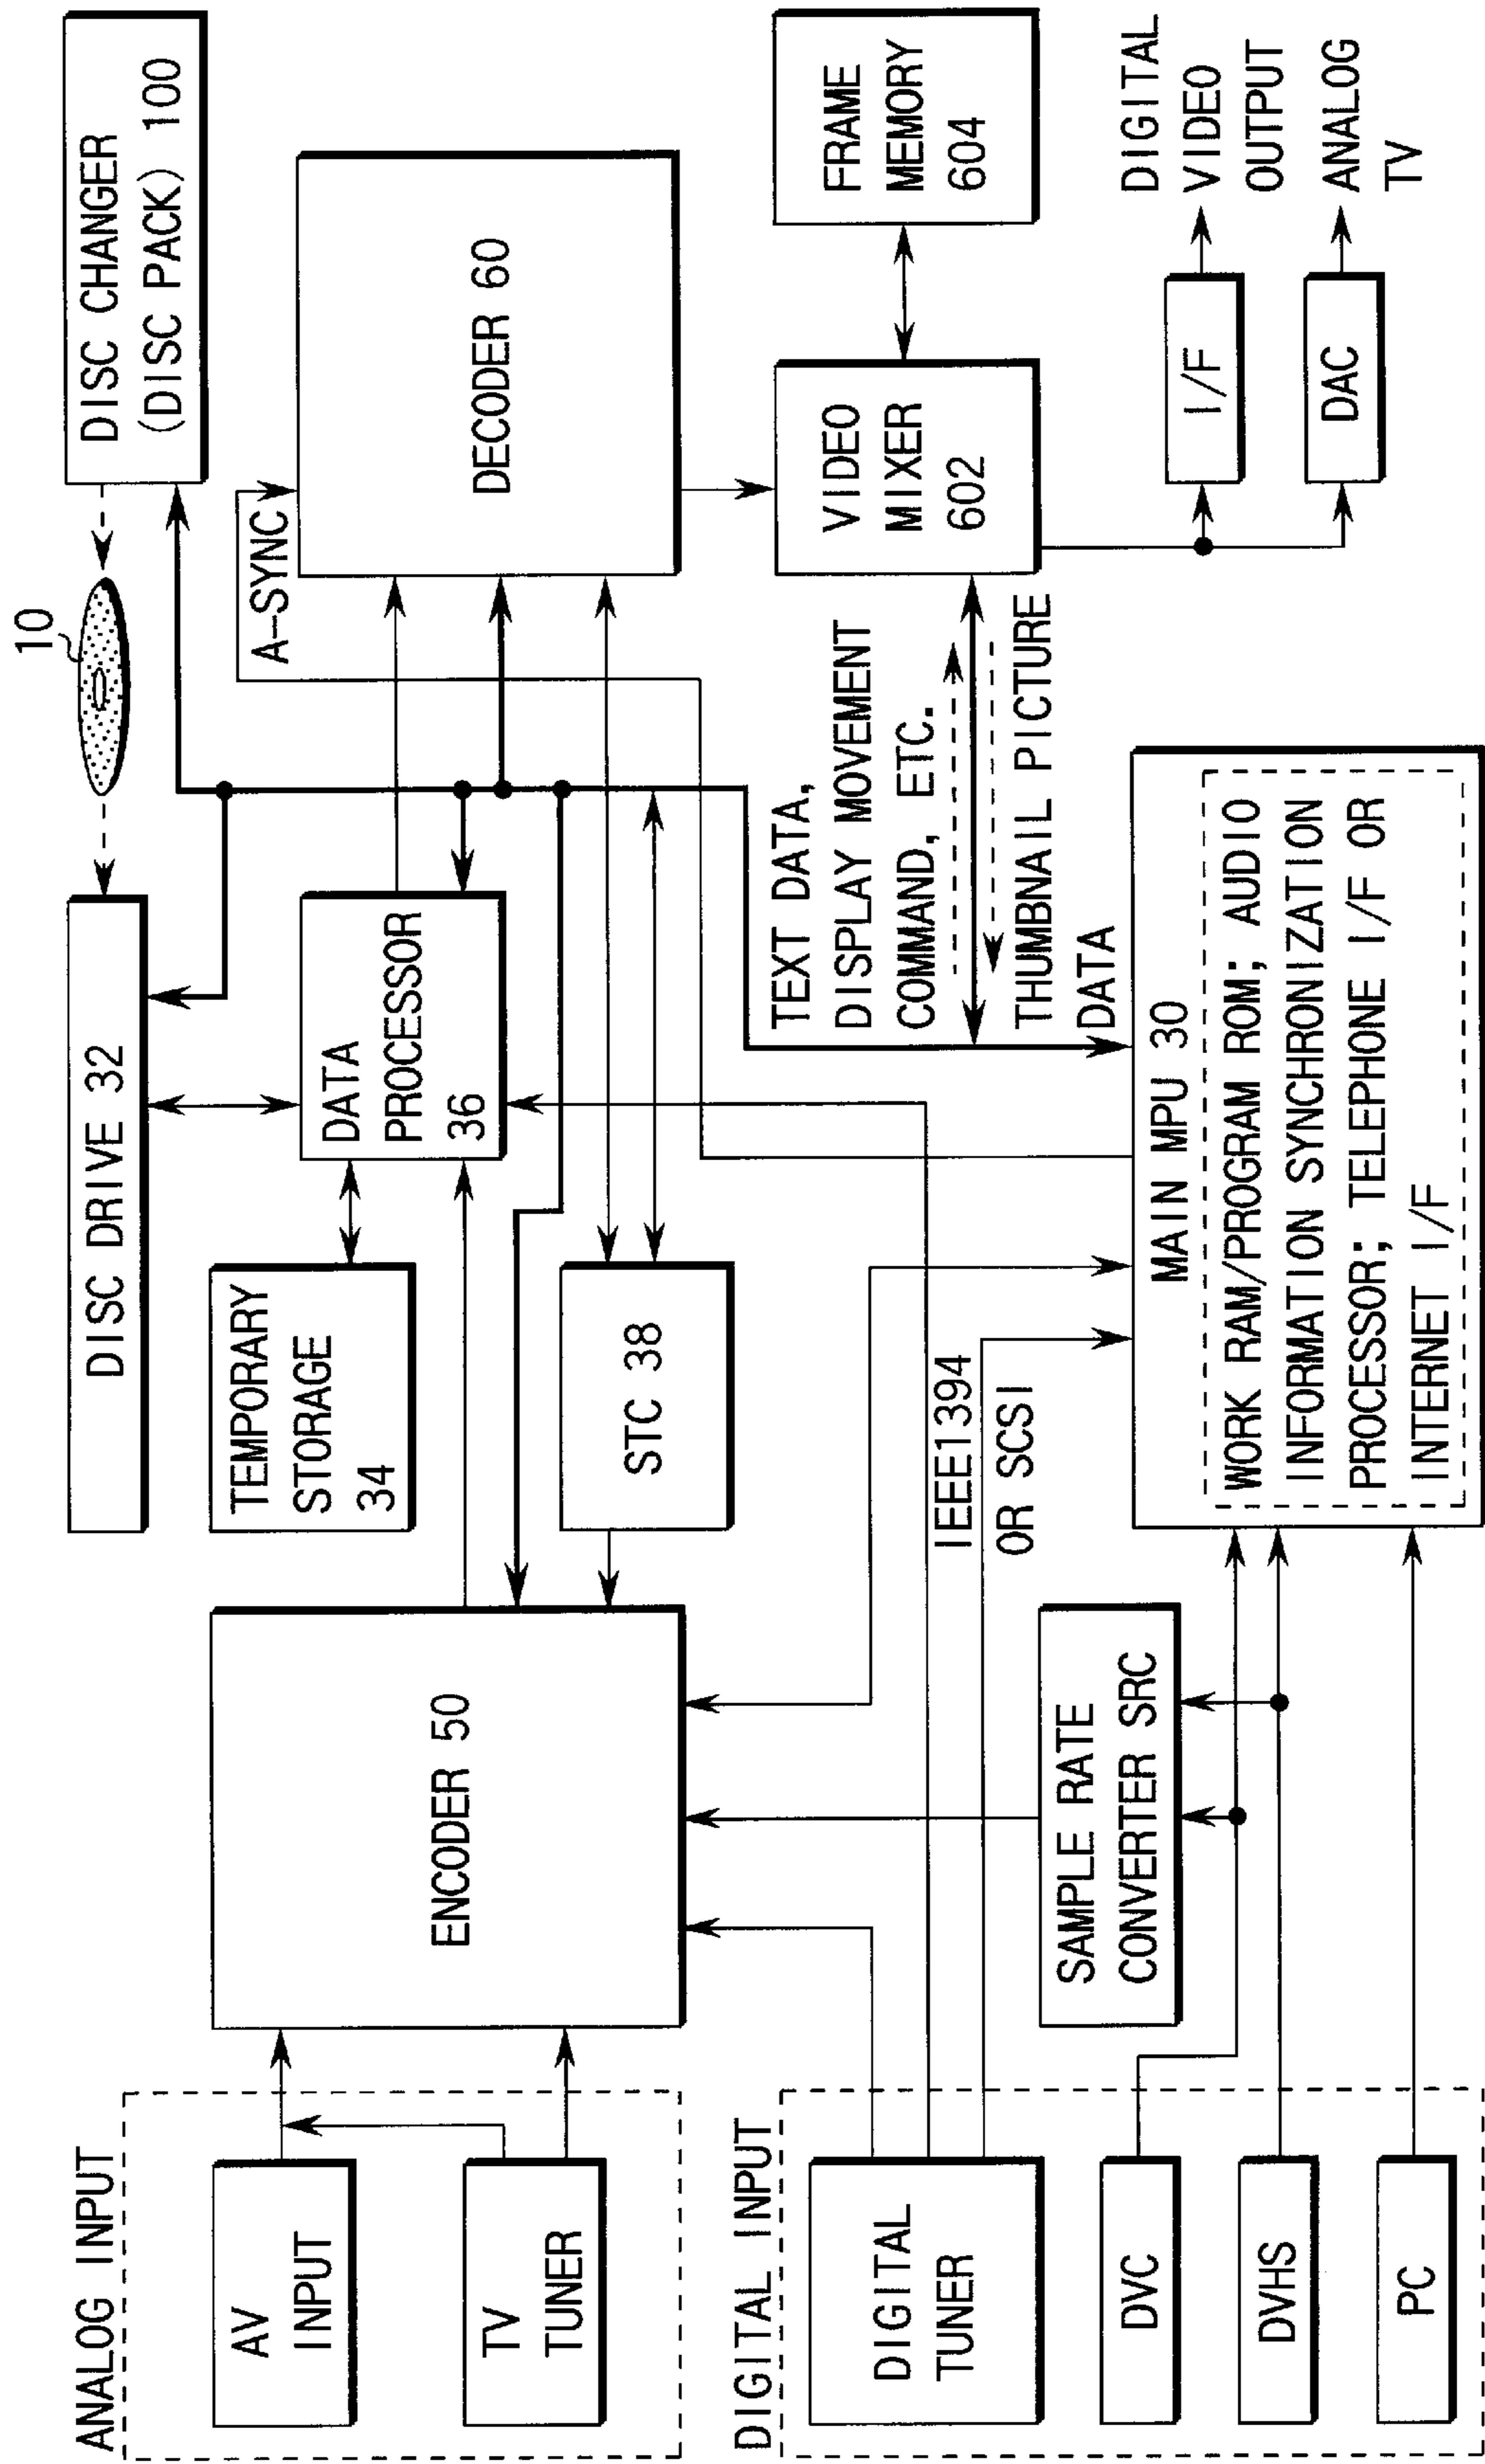 10
DISC CHANGER
(DISC PACK) 100
DISC DRIVE 32
TEMPORARY
STORAGE
34
DATA
PROCESSOR
36
A-SYNC
DECODER 60
ANALOG INPUT
AV
INPUT
TV
TUNER
ENCODER 50
STC 38
TEXT DATA,
DISPLAY MOVEMENT
COMMAND, ETC.
THUMBNAIL PICTURE
DATA
VIDEO
MIXER
602
FRAME
MEMORY
604
DIGITAL INPUT
DIGITAL
TUNER
DVC
DVHS
PC
IEEE1394
OR SCSI
SAMPLE RATE
CONVERTER SRC
MAIN MPU 30
WORK RAM/PROGRAM ROM; AUDIO
INFORMATION SYNCHRONIZATION
PROCESSOR; TELEPHONE I/F OR
INTERNET I/F
I/F
DAC
DIGITAL
VIDEO
OUTPUT
ANALOG
TV